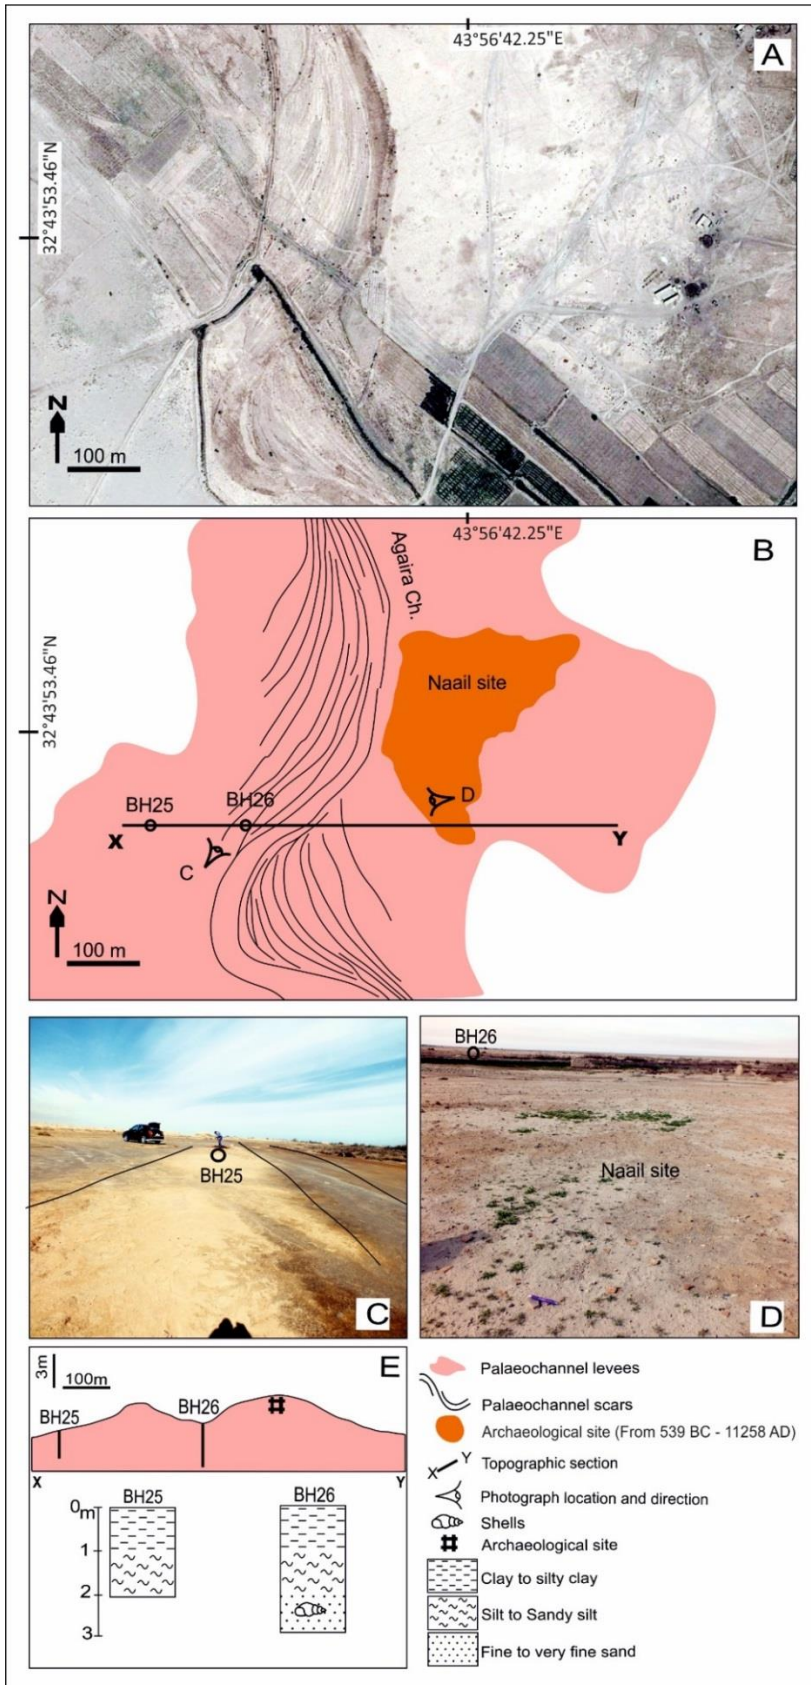 43°56'42.25"E
A
32°43'53.46"N
N
100 m
43°56'42.25"E
B
Agaira Ch.
32°43'53.46"N
Naail site
D
BH25
BH26
X
Y
C
N
100 m
BH25
C
BH26
Naail site
D
3m
100m
E
BH25
BH26
X
Y
BH25
BH26
0
m
1
2
3
Palaeochannel levees
Palaeochannel scars
Archaeological site (From 539 BC - 11258 AD)
X Y Topographic section
Photograph location and direction
Shells
Archaeological site
Clay to silty clay
Silt to Sandy silt
Fine to very fine sand